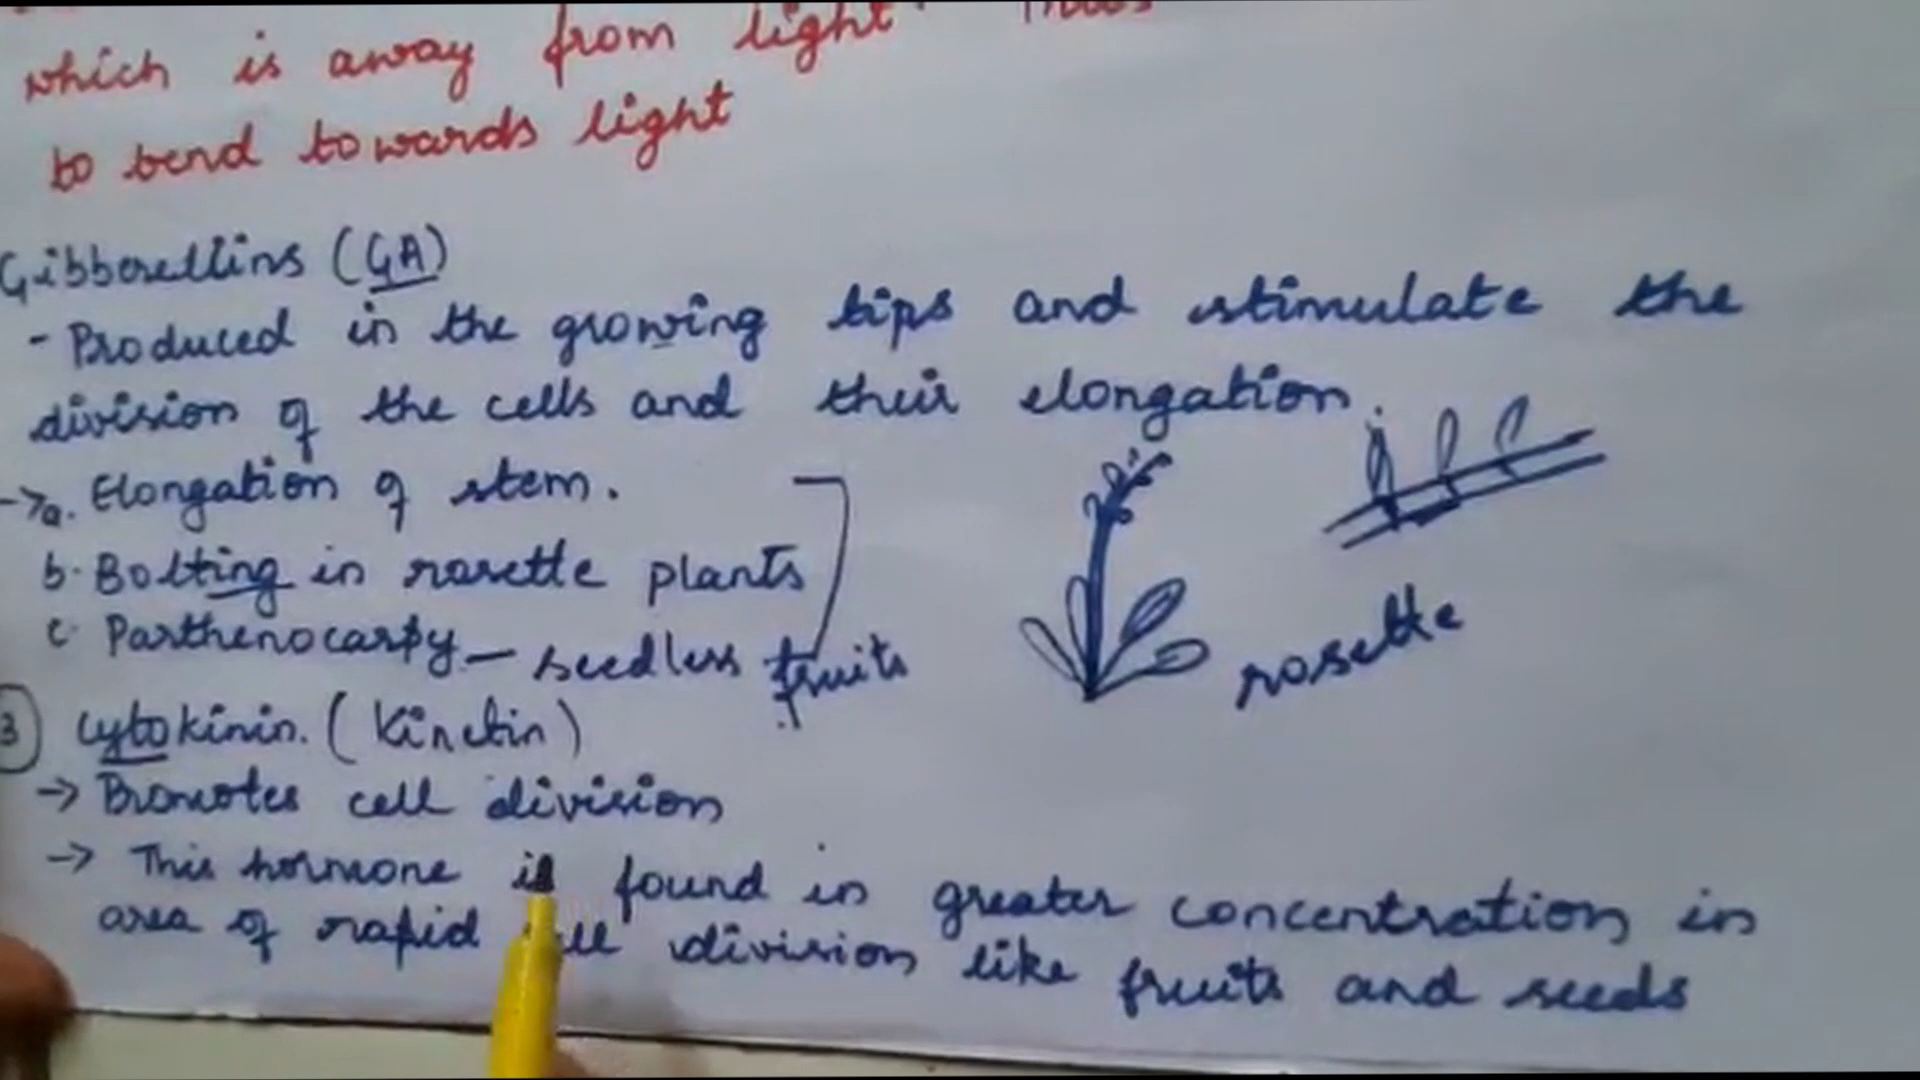 which is away from light
to bend towards light
Gibberellins (GA)
- Produced in the growing tips and stimulate the
division of the cells and their elongation.
→ a. Elongation of stem.
b. Bolting in rosette plants
c. Parthenocarpy — seedless fruits
rosette
3 Cytokinin. (Kinetin)
→ Promotes cell division
→ This hormone is found in greater concentration in
area of rapid cell division like fruits and seeds